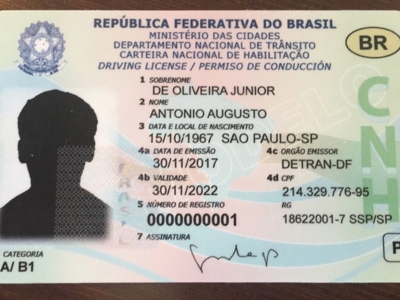 REPÚBLICA FEDERATIVA DO BRASIL
MINISTÉRIO DAS CIDADES
DEPARTAMENTO NACIONAL DE TRÂNSITO
CARTEIRA NACIONAL DE HABILITAÇÃO
DRIVING LICENSE / PERMISO DE CONDUCCIÓN
BR
1 SOBRENOME
DE OLIVEIRA JUNIOR
2 NOME
ANTONIO AUGUSTO
3 DATA E LOCAL DE NASCIMENTO
15/10/1967 SAO PAULO-SP
4a DATA DE EMISSÃO 4c ORGÃO EMISSOR
30/11/2017 DETRAN-DF
4b VALIDADE 4d CPF
30/11/2022 214.329.776-95
5 NÚMERO DE REGISTRO RG
0000000001 18622001-7 SSP/SP
7 ASSINATURA
CATEGORIA
A/ B1
P
CNH
BRASIL